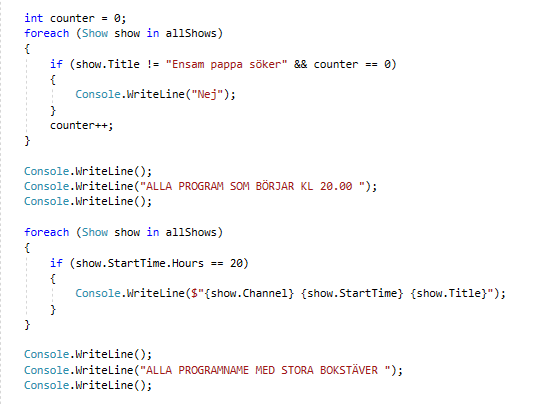 int counter = 0;
foreach (Show show in allShows)
{
    if (show.Title != "Ensam pappa söker" && counter == 0)
    {
        Console.WriteLine("Nej");
    }
    counter++;
}

Console.WriteLine();
Console.WriteLine("ALLA PROGRAM SOM BÖRJAR KL 20.00 ");
Console.WriteLine();

foreach (Show show in allShows)
{
    if (show.StartTime.Hours == 20)
    {
        Console.WriteLine($"{show.Channel} {show.StartTime} {show.Title}");
    }
}

Console.WriteLine();
Console.WriteLine("ALLA PROGRAMNAME MED STORA BOKSTÄVER ");
Console.WriteLine();